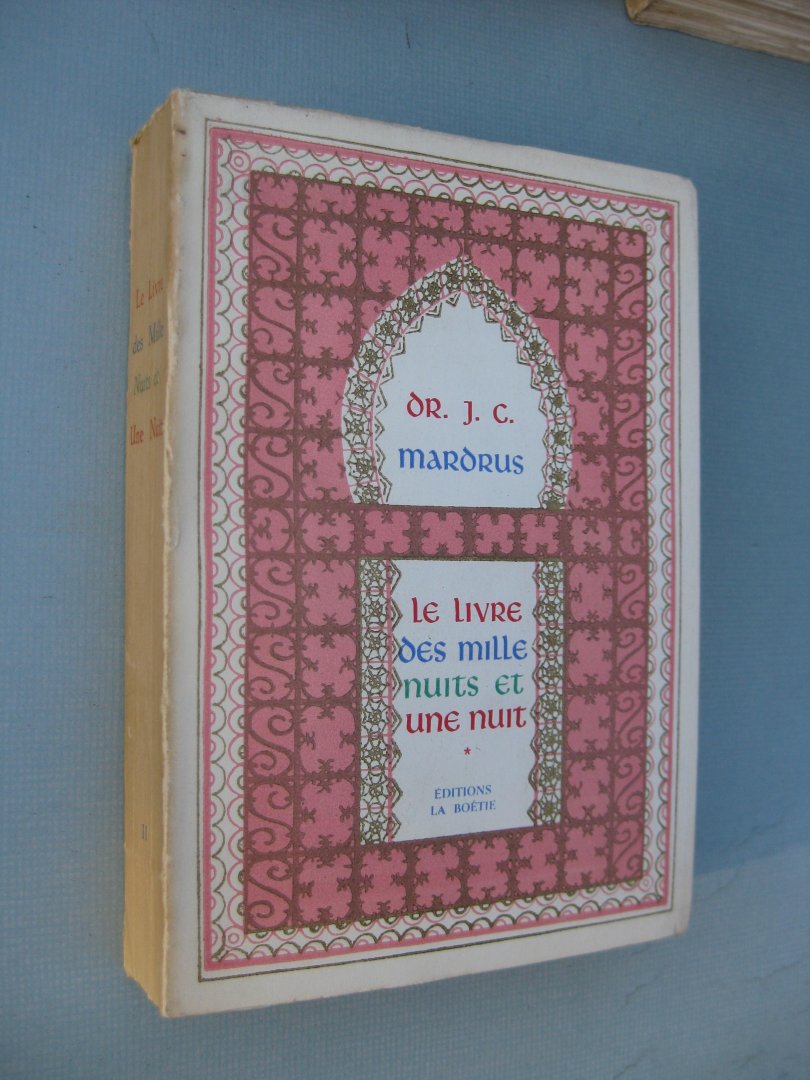 DR. J. C.
MARDRUS
LE LIVRE
DES MILLE
NUITS ET
UNE NUIT
*
ÉDITIONS
LA BOÉTIE
Le Livre
des Mille
Nuits et
Une Nuit
II